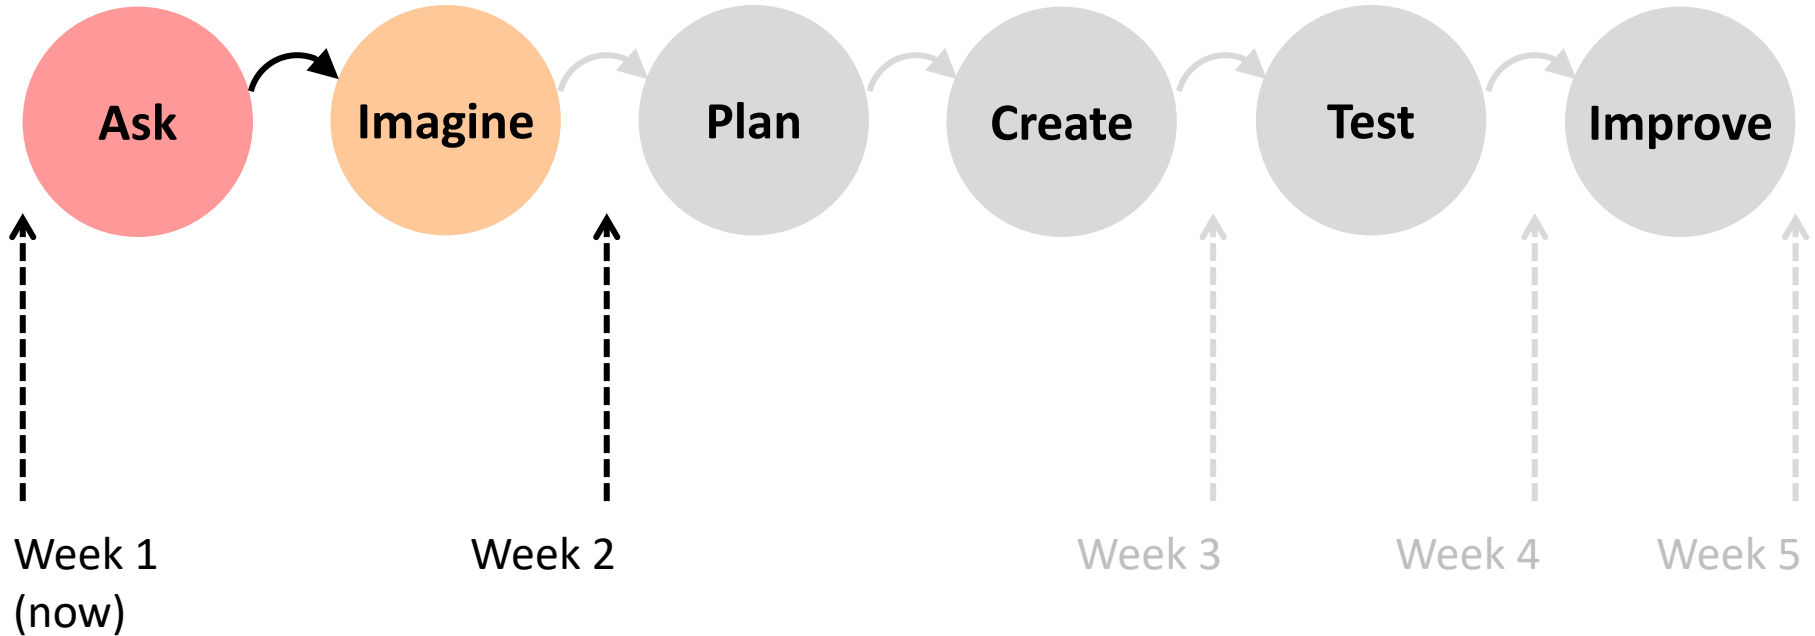 Ask
Imagine
Plan
Create
Test
Improve
Week 1
(now)
Week 2
Week 3
Week 4
Week 5